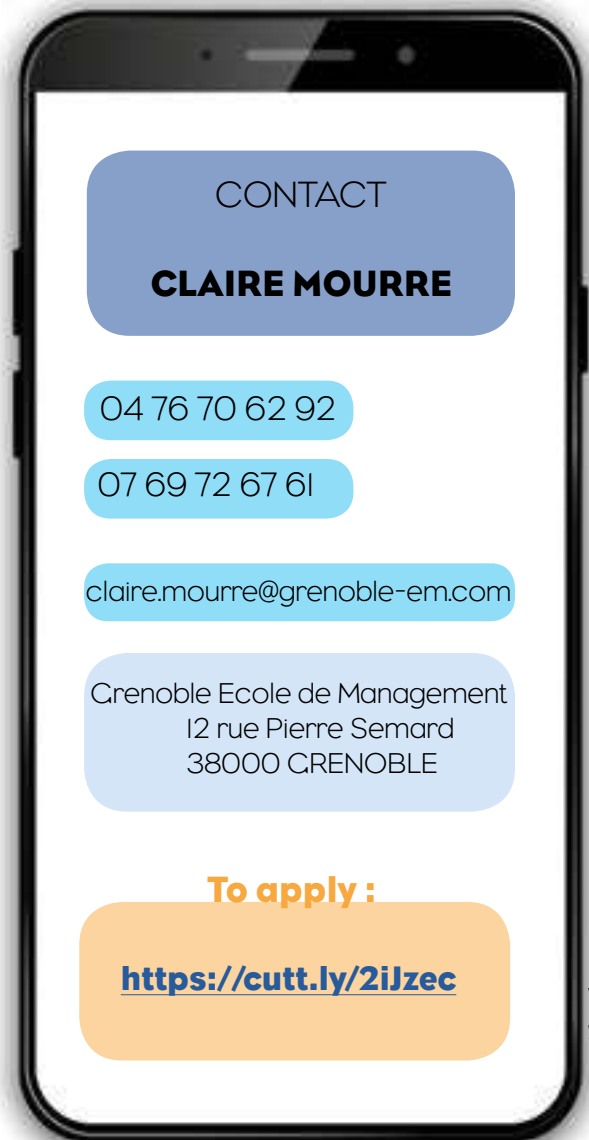 CONTACT
CLAIRE MOURRE
04 76 70 62 92
07 69 72 67 61
claire.mourre@grenoble-em.com
Grenoble Ecole de Management
12 rue Pierre Semard
38000 GRENOBLE
To apply :
https://cutt.ly/2iJzec